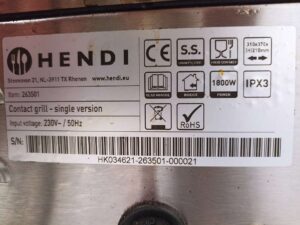 HENDI
Steenoven 21, NL-3911 TX Rhenen www.hendi.eu
Item: 263501
Contact grill - single version
Input voltage: 230V~ / 50Hz
S/N:
HK034621-263501-000021
CE
S.S.
1800W
POWER
IPX3
RoHS